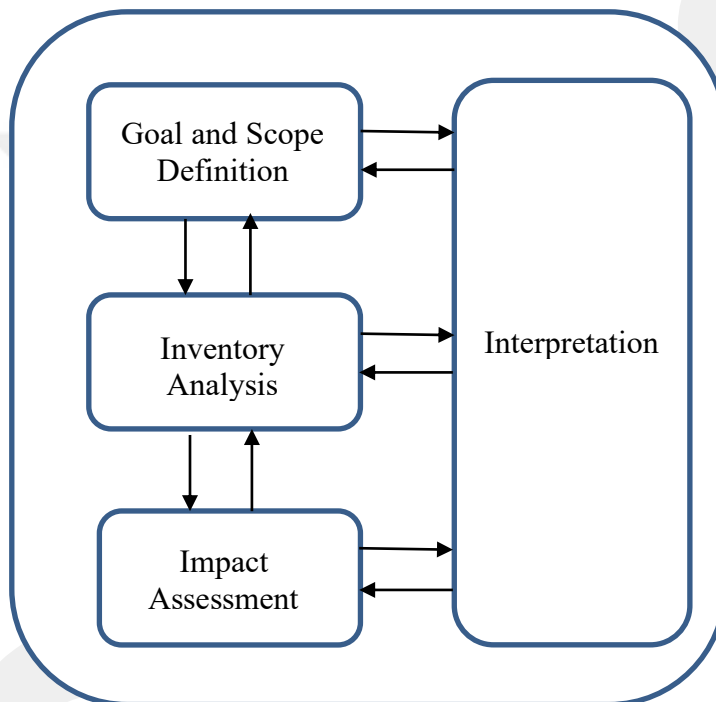 Goal and Scope
Definition
Inventory
Analysis
Interpretation
Impact
Assessment